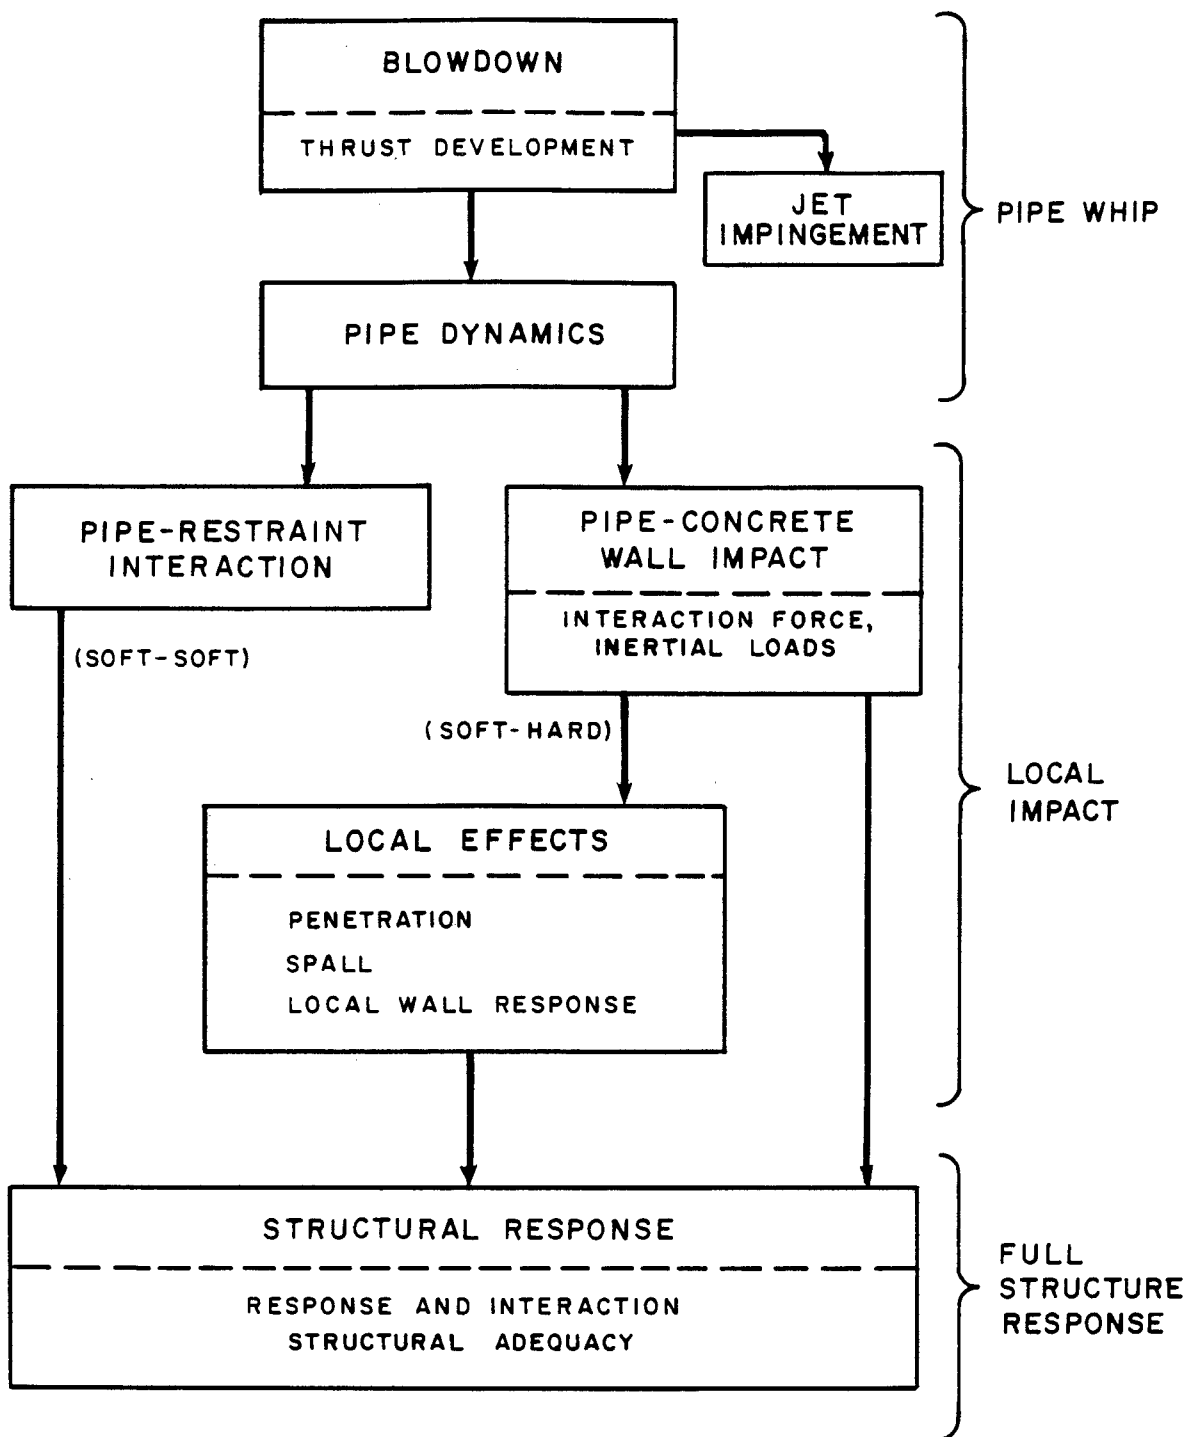 BLOWDOWN
THRUST DEVELOPMENT
JET
IMPINGEMENT
PIPE WHIP
PIPE DYNAMICS
PIPE-RESTRAINT
INTERACTION
PIPE-CONCRETE
WALL IMPACT
INTERACTION FORCE,
INERTIAL LOADS
(SOFT-SOFT)
(SOFT-HARD)
LOCAL
IMPACT
LOCAL EFFECTS
PENETRATION
SPALL
LOCAL WALL RESPONSE
STRUCTURAL RESPONSE
RESPONSE AND INTERACTION
STRUCTURAL ADEQUACY
FULL
STRUCTURE
RESPONSE